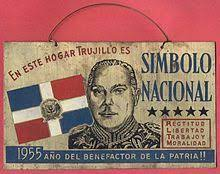 EN ESTE HOGAR TRUJILLO ES
SIMBOLO
NACIONAL
RECTITUD
LIBERTAD
TRABAJO Y
MORALIDAD
1955 AÑO DEL BENEFACTOR DE LA PATRIA!!